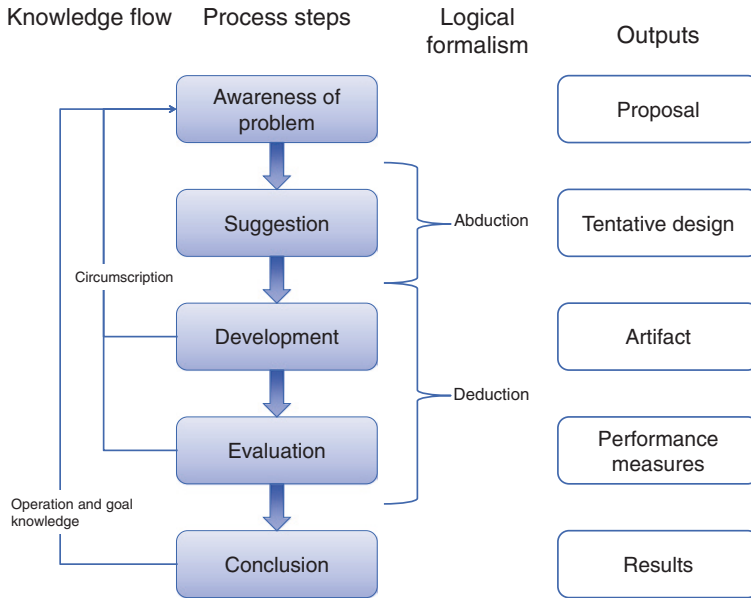 Knowledge flow
Process steps
Logical
formalism
Outputs
Awareness of
problem
Proposal
Suggestion
Abduction
Tentative design
Circumscription
Development
Artifact
Deduction
Evaluation
Performance
measures
Operation and goal
knowledge
Conclusion
Results